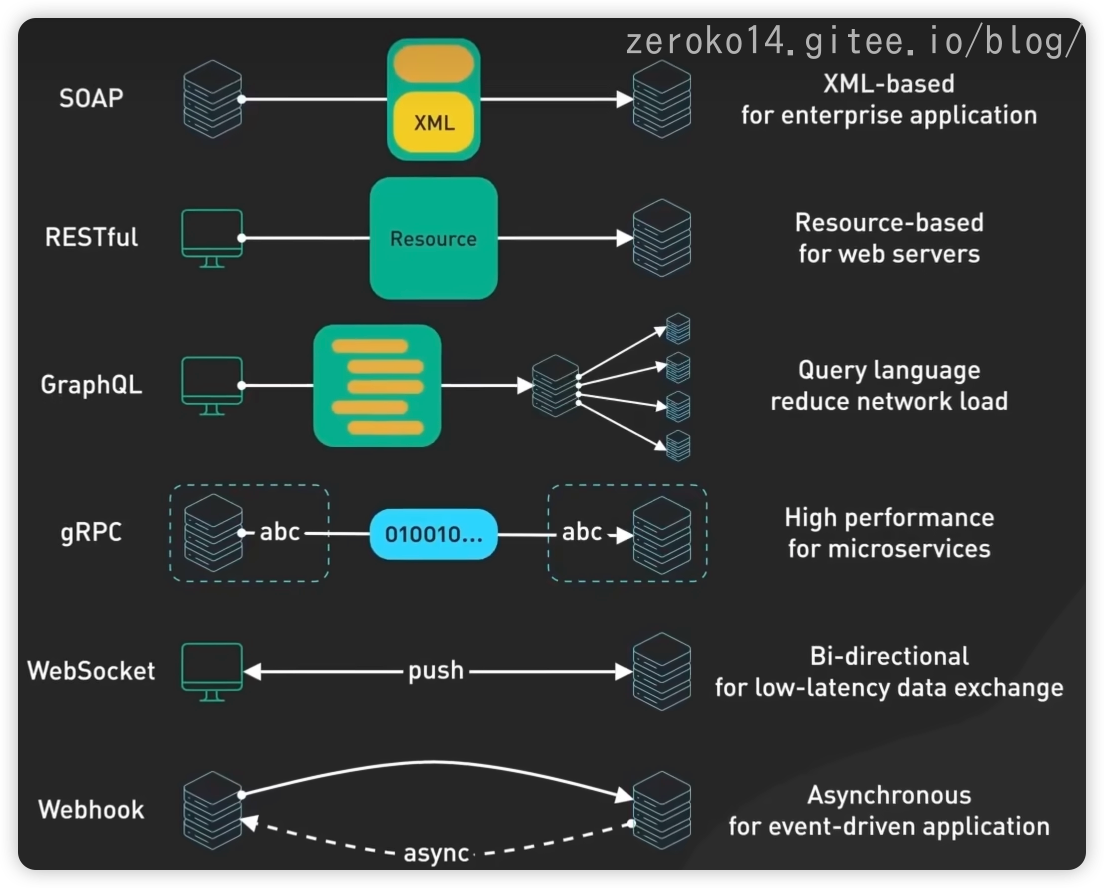 zeroko14.gitee.io/blog/
SOAP
XML
XML-based
for enterprise application
RESTful
Resource
Resource-based
for web servers
GraphQL
Query language
reduce network load
gRPC
abc
010010...
abc
High performance
for microservices
WebSocket
push
Bi-directional
for low-latency data exchange
Webhook
async
Asynchronous
for event-driven application